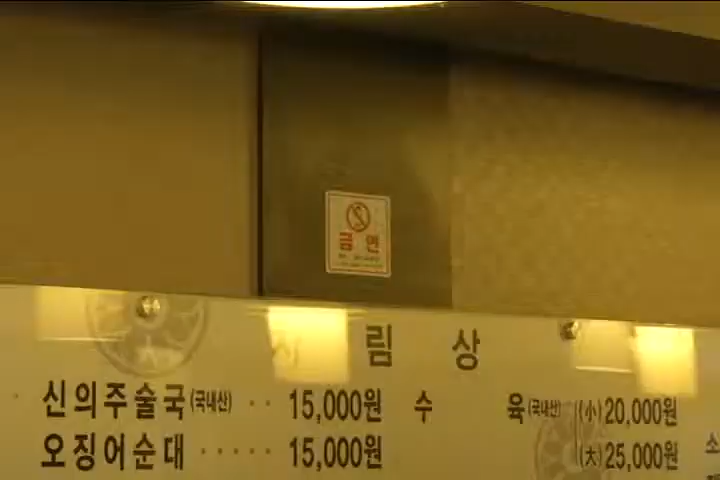 금연
차림상
신의주술국(국내산) ·· 15,000원 수 육(국내산) (小) 20,000원
오징어순대 ····· 15,000원 (大) 25,000원